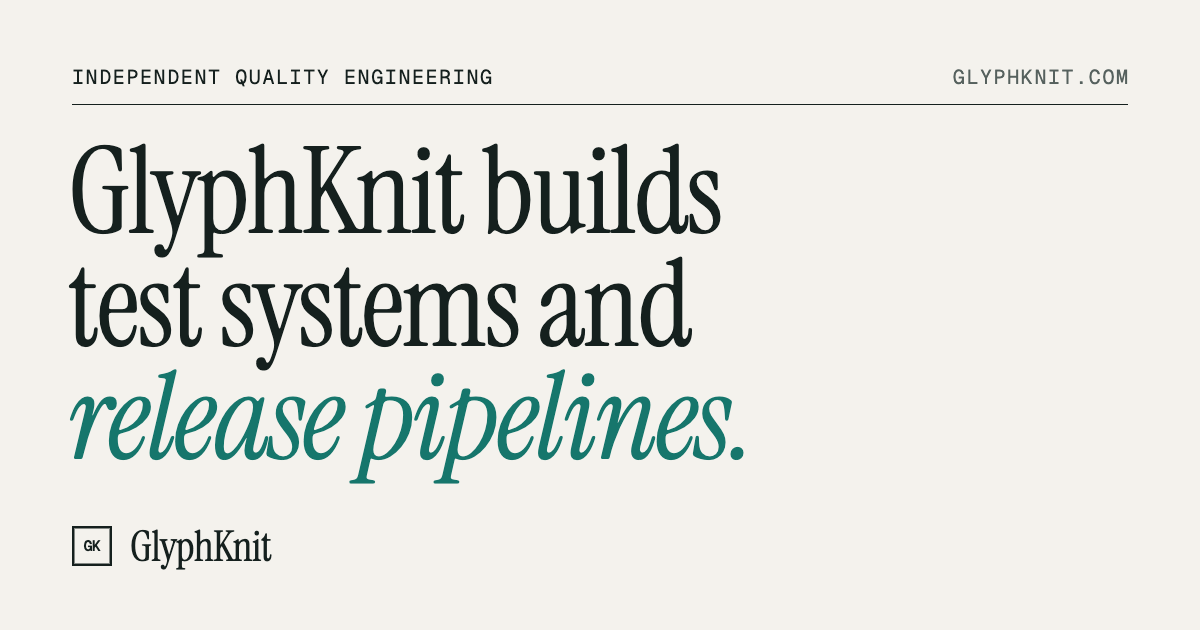 INDEPENDENT QUALITY ENGINEERING
GLYPHKNIT.COM
GlyphKnit builds
test systems and
release pipelines.
GK
GlyphKnit